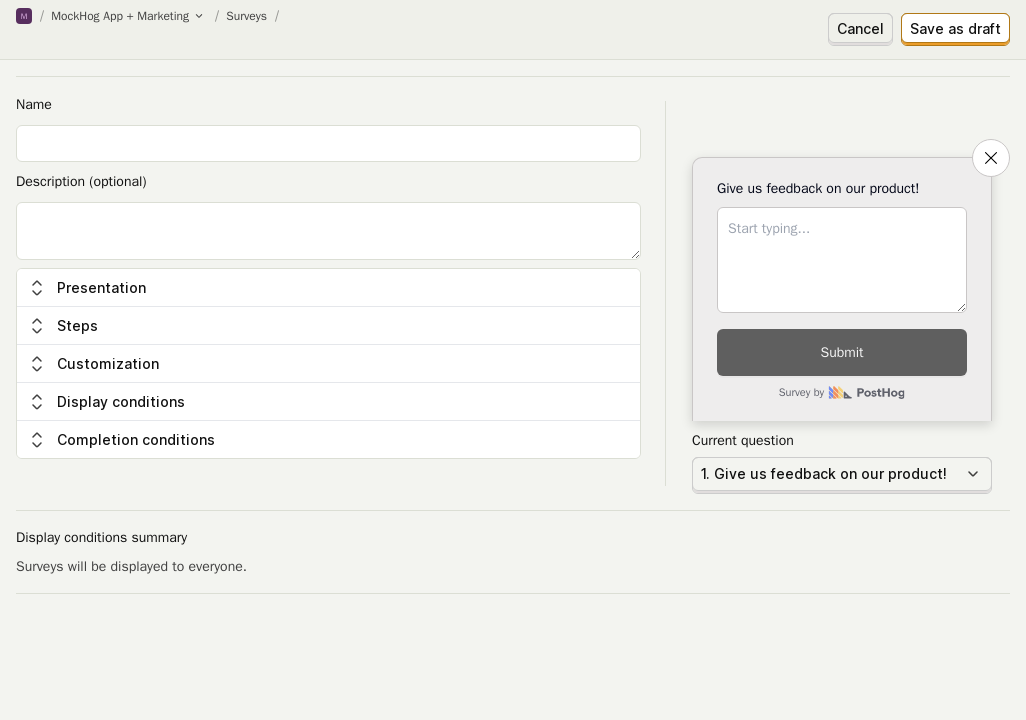 M / MockHog App + Marketing / Surveys /
Cancel
Save as draft
Name
Description (optional)
Presentation
Steps
Customization
Display conditions
Completion conditions
Give us feedback on our product!
Start typing...
Submit
Survey by PostHog
Current question
1. Give us feedback on our product!
Display conditions summary
Surveys will be displayed to everyone.